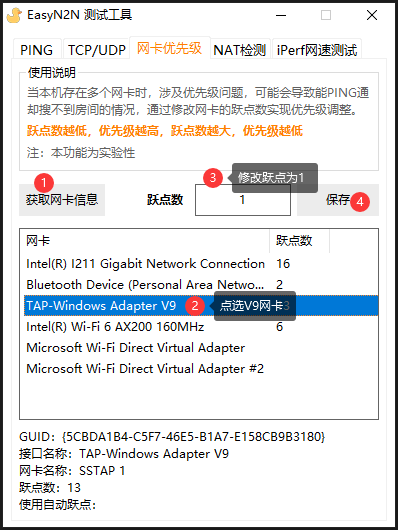 EasyN2N 测试工具
PING TCP/UDP 网卡优先级 NAT检测 iPerf网速测试
使用说明
当本机存在多个网卡时，涉及优先级问题，可能会导致能PING通
却搜不到房间的情况，通过修改网卡的跃点数实现优先级调整。
跃点数越低，优先级越高，跃点数越大，优先级越低
注：本功能为实验性
3 修改跃点为1
1
获取网卡信息 跃点数 1 保存 4
网卡 跃点数
Intel(R) I211 Gigabit Network Connection 16
Bluetooth Device (Personal Area Netwo... 2
TAP-Windows Adapter V9 2 点选V9网卡 3
Intel(R) Wi-Fi 6 AX200 160MHz 6
Microsoft Wi-Fi Direct Virtual Adapter
Microsoft Wi-Fi Direct Virtual Adapter #2
GUID：{5CBDA1B4-C5F7-46E5-B1A7-E158CB9B3180}
接口名称：TAP-Windows Adapter V9
网卡名称：SSTAP 1
跃点数：13
使用自动跃点：